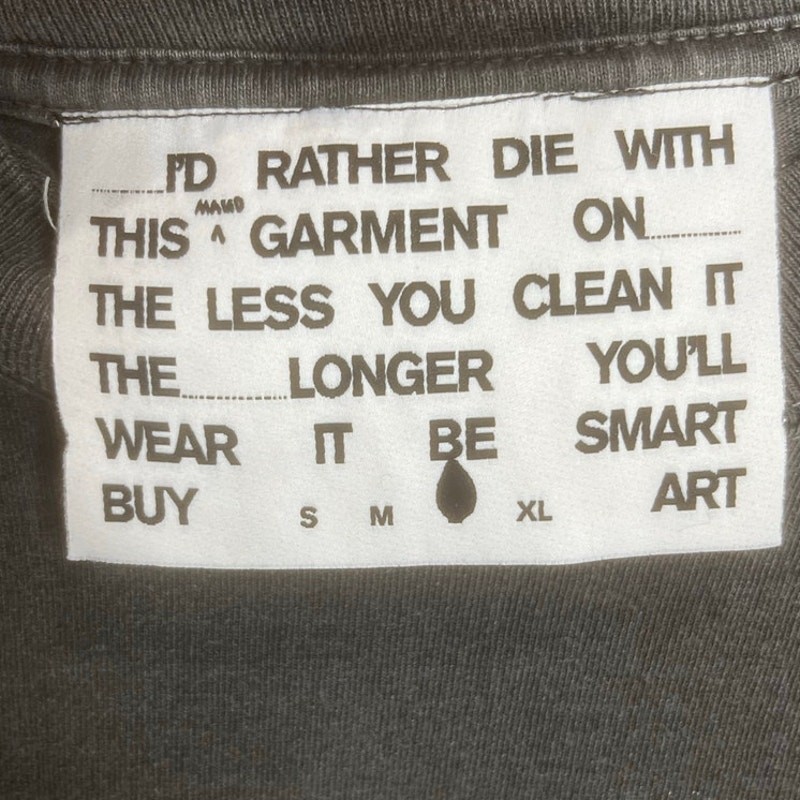 I'D RATHER DIE WITH
THIS ^ GARMENT ON
THE LESS YOU CLEAN IT
THE LONGER YOU'LL
WEAR IT BE SMART
BUY S M XL ART